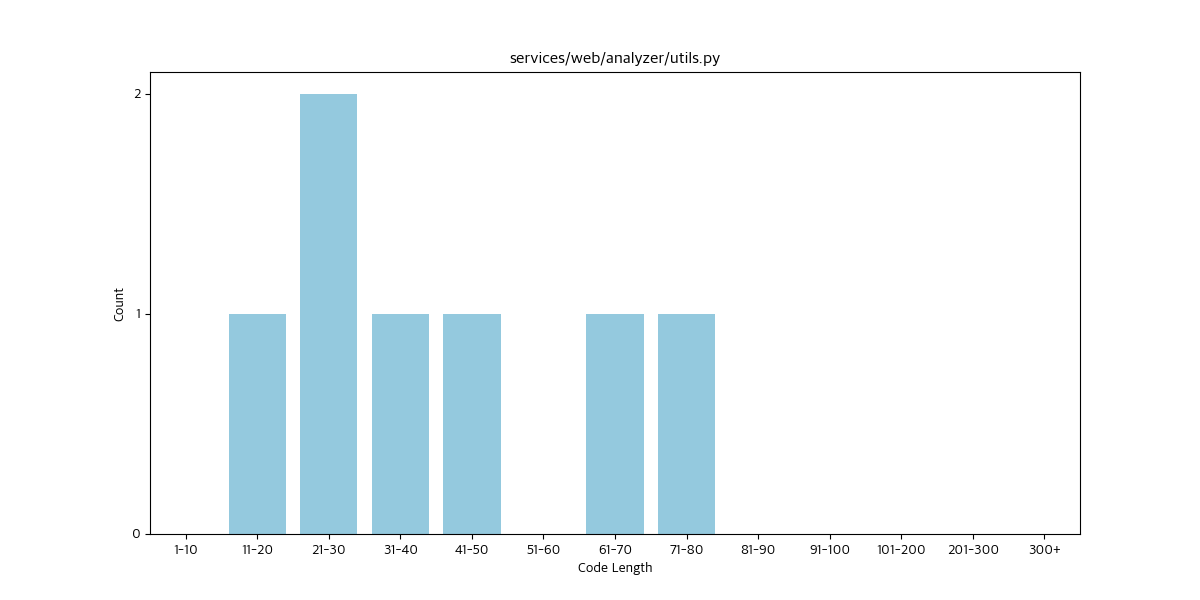 services/web/analyzer/utils.py
Count
2
1
0
1-10 11-20 21-30 31-40 41-50 51-60 61-70 71-80 81-90 91-100 101-200 201-300 300+
Code Length